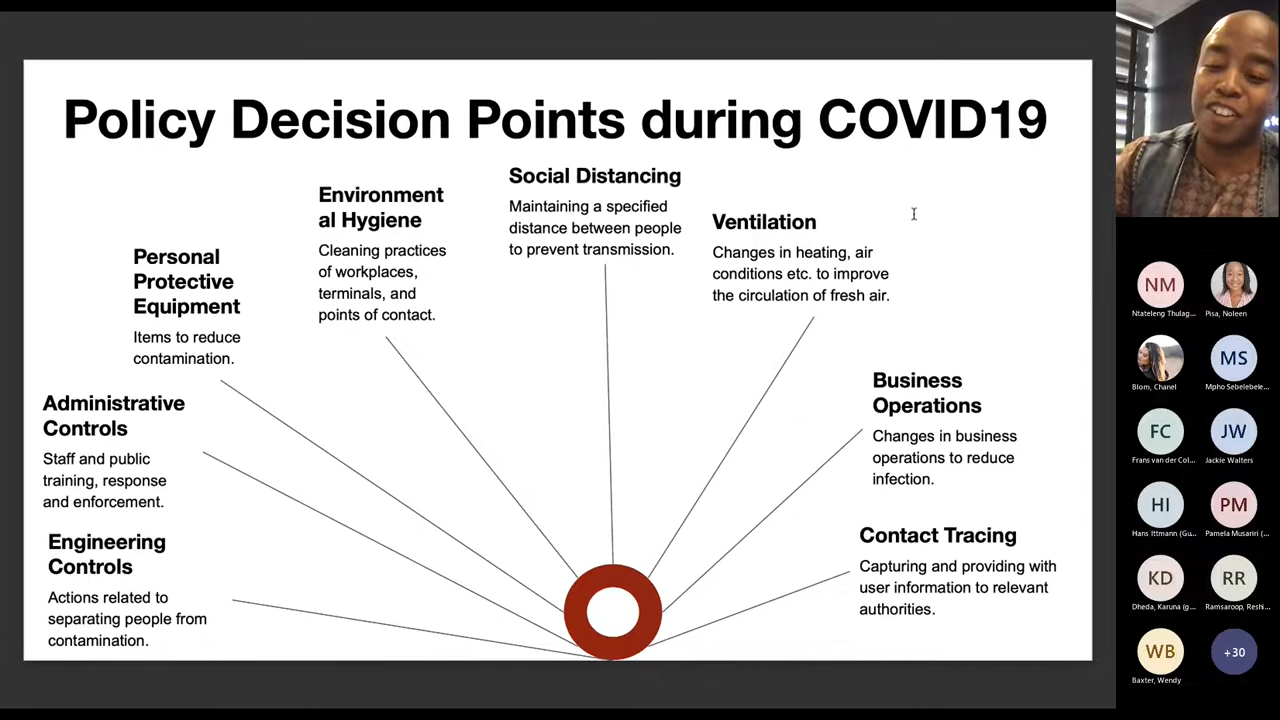 Policy Decision Points during COVID19
Social Distancing
Maintaining a specified
distance between people
to prevent transmission.
Environment
al Hygiene
Cleaning practices
of workplaces,
terminals, and
points of contact.
Ventilation
Changes in heating, air
conditions etc. to improve
the circulation of fresh air.
Personal
Protective
Equipment
Items to reduce
contamination.
Business
Operations
Changes in business
operations to reduce
infection.
Administrative
Controls
Staff and public
training, response
and enforcement.
Contact Tracing
Capturing and providing with
user information to relevant
authorities.
Engineering
Controls
Actions related to
separating people from
contamination.
NM
Ntateleng Thulag...
Pisa, Noleen
Blom, Chanel
MS
Mpho Sebelebele...
FC
Frans van der Col...
JW
Jackie Walters
HI
Hans Ittmann (Gu...
PM
Pamela Musariri (...
KD
Dheda, Karuna (g...
RR
Ramsaroop, Reshi...
WB
Baxter, Wendy
+30